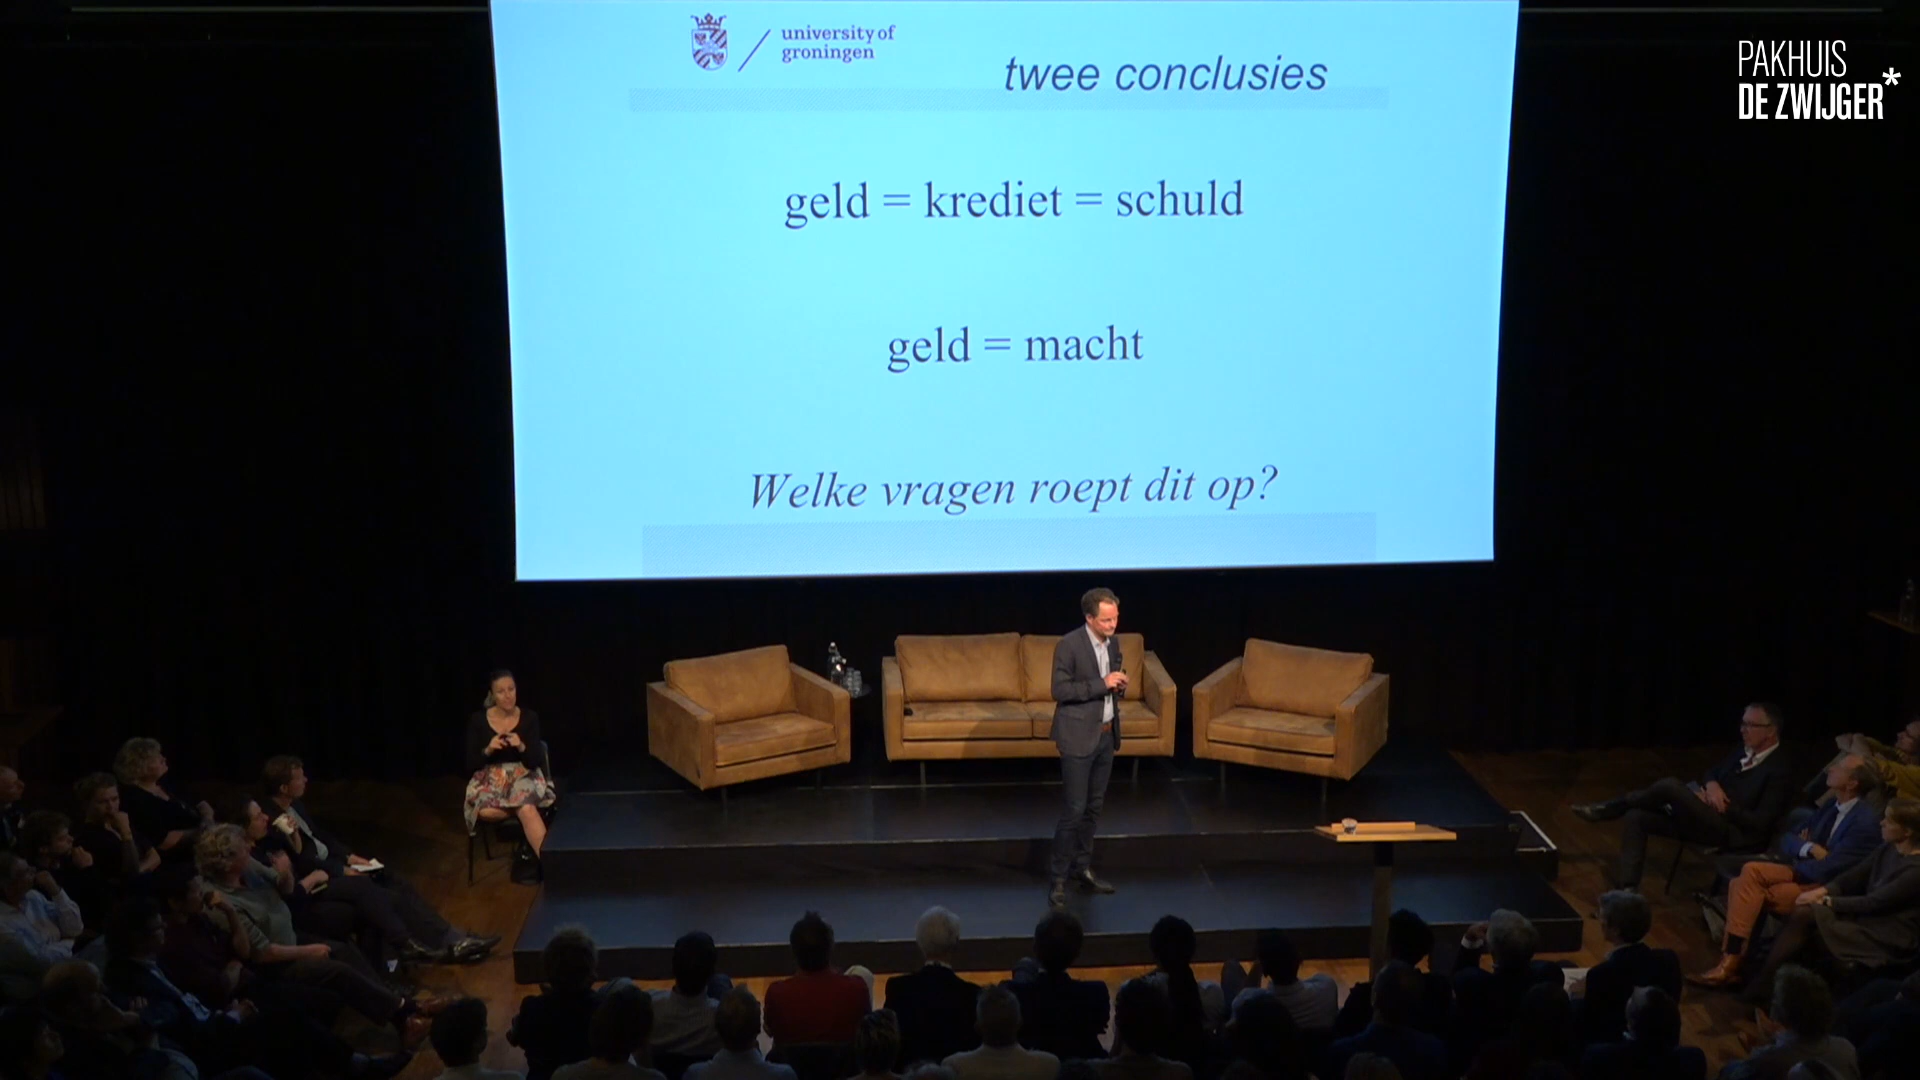 university of
groningen
twee conclusies
geld = krediet = schuld
geld = macht
Welke vragen roept dit op?
PAKHUIS
DE ZWIJGER*